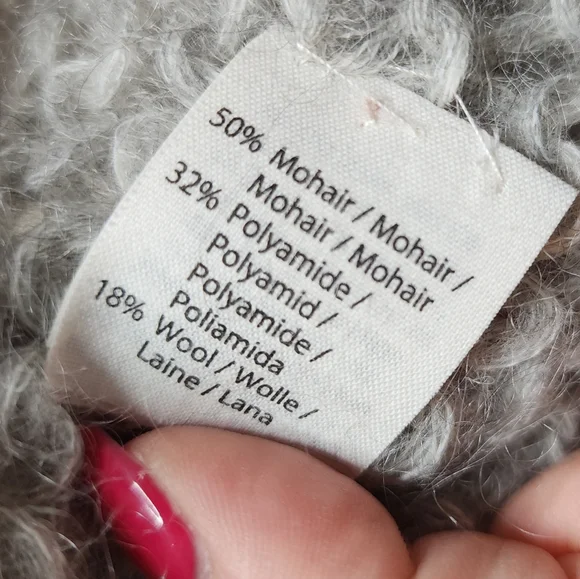 50% Mohair / Mohair /
Mohair / Mohair
32% Polyamide /
Polyamid /
Polyamide /
Poliamida
18% Wool / Wolle /
Laine / Lana